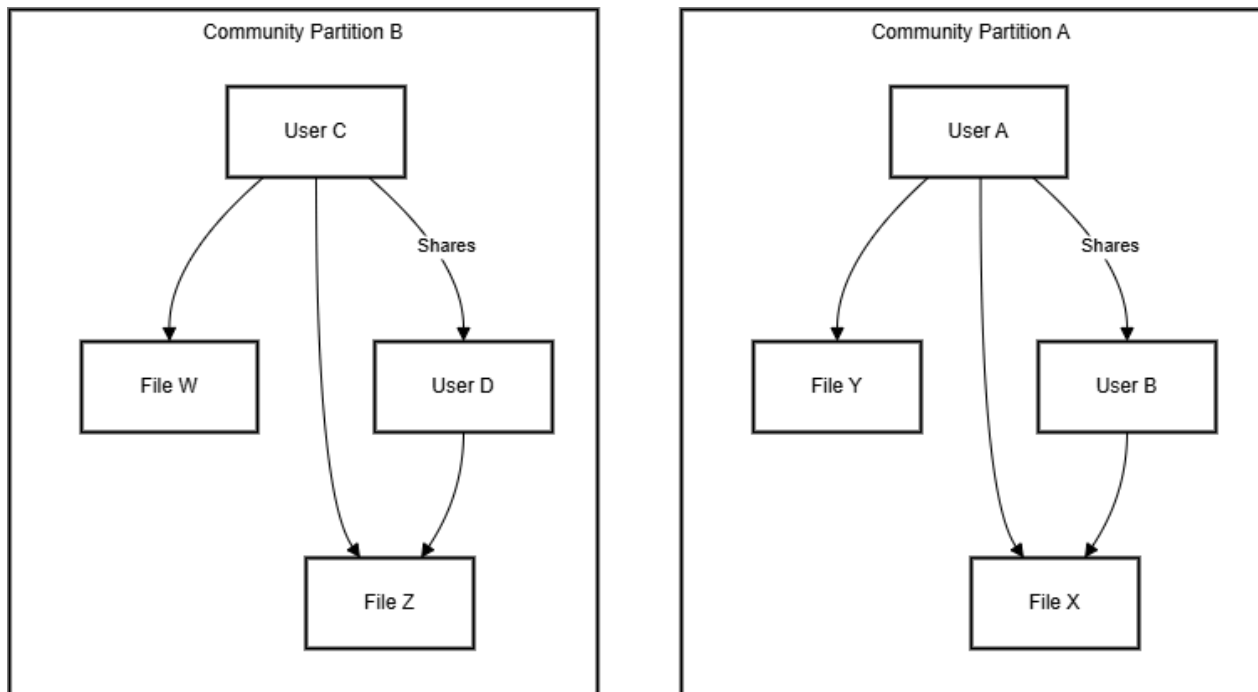 Community Partition B
User C
Shares
File W
User D
File Z
Community Partition A
User A
Shares
File Y
User B
File X